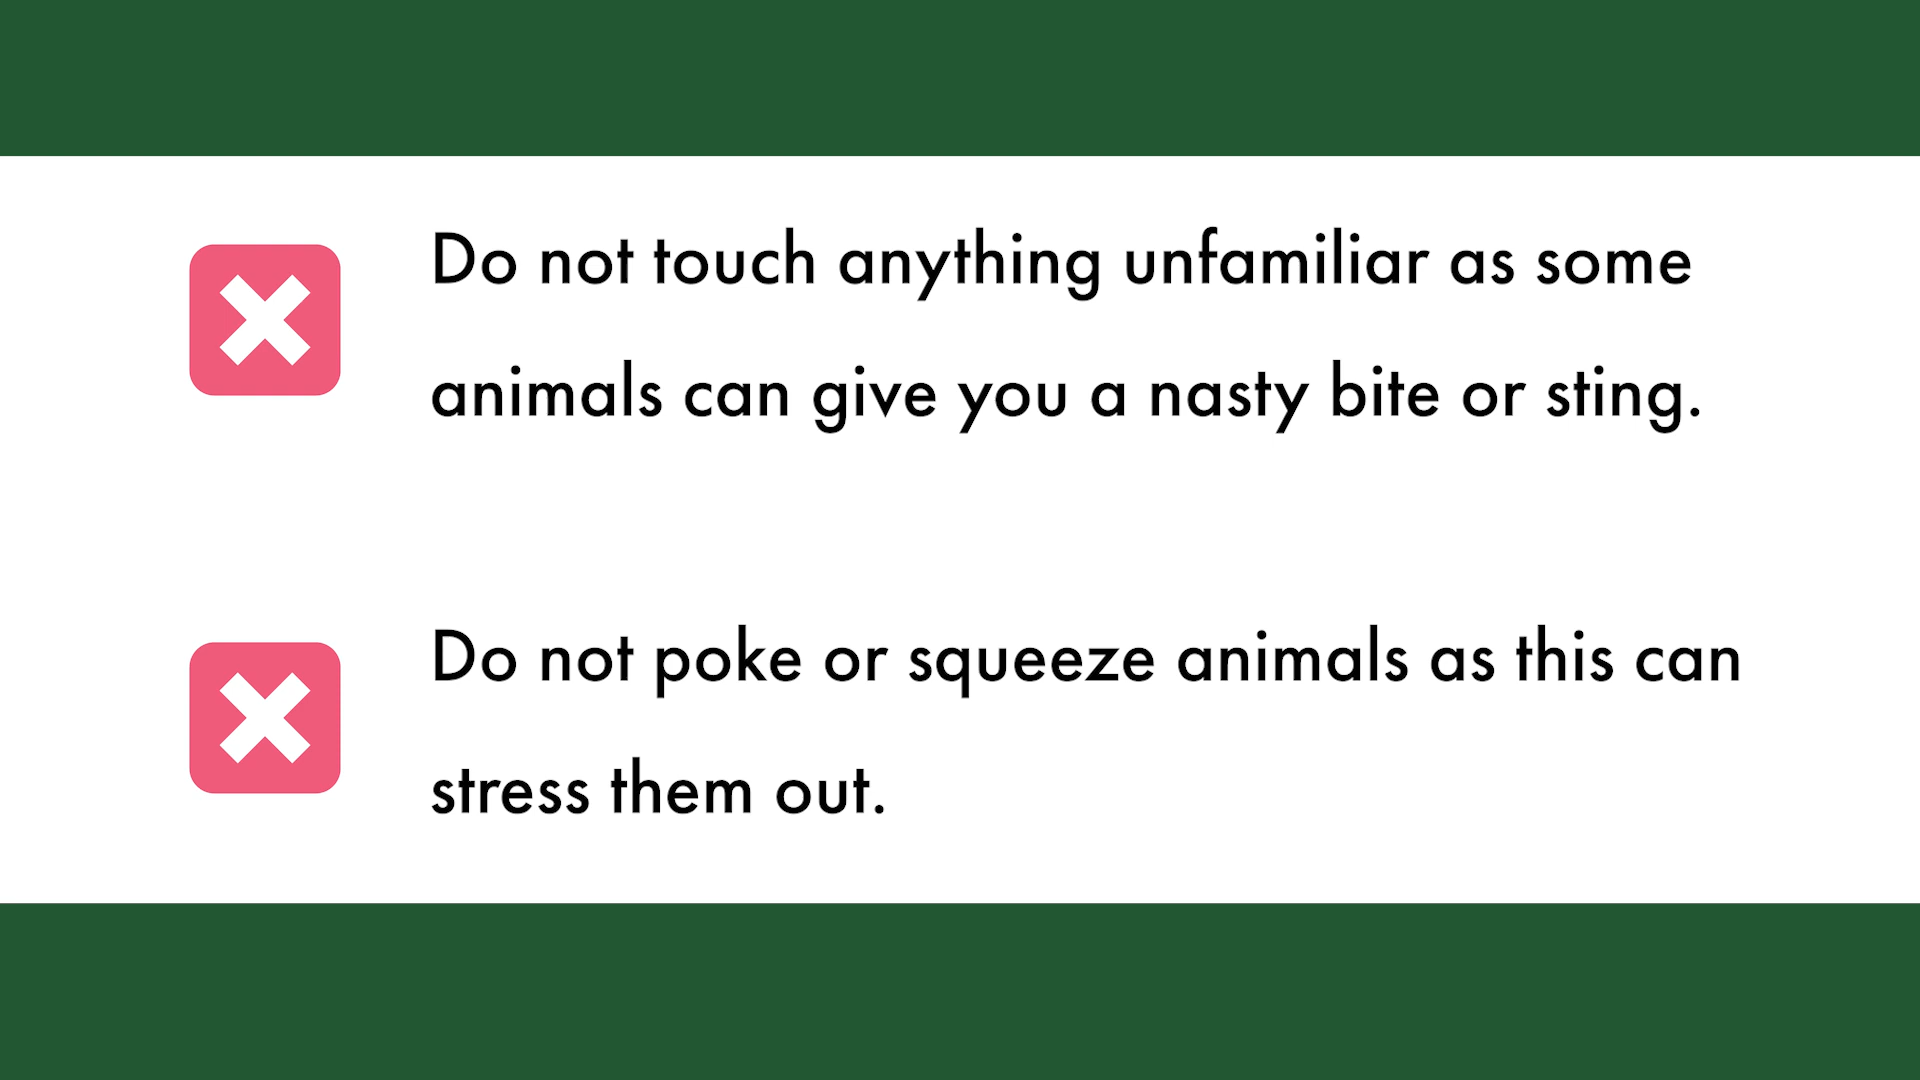 Do not touch anything unfamiliar as some
animals can give you a nasty bite or sting.
Do not poke or squeeze animals as this can
stress them out.